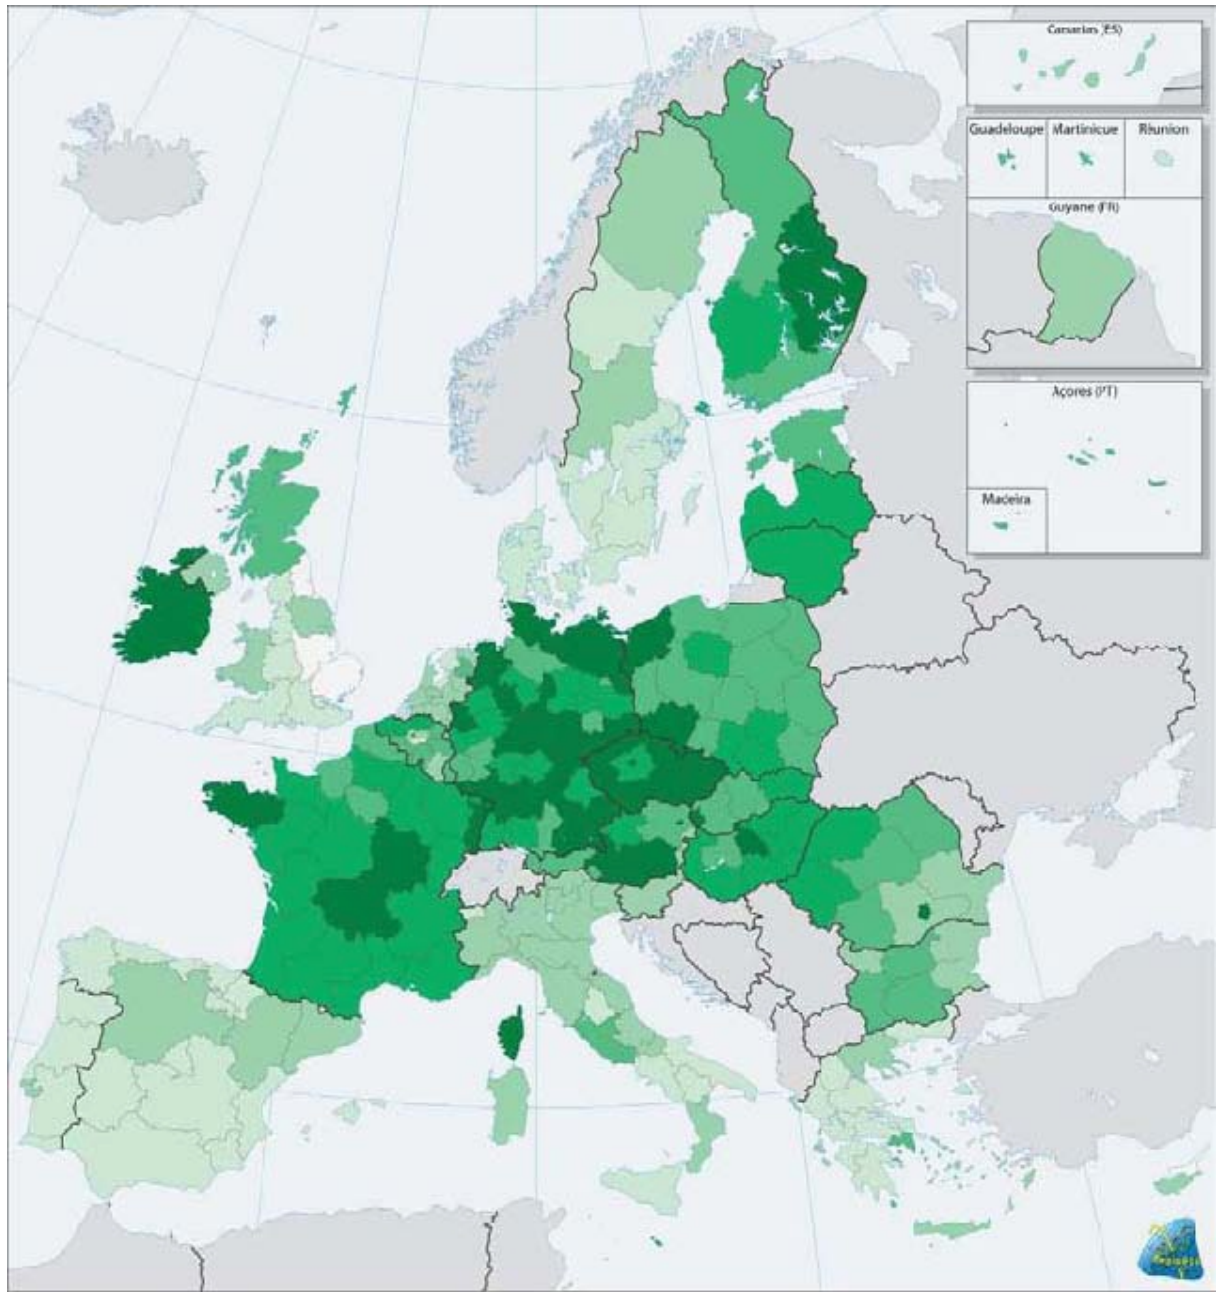 Canarias (ES)
Guadeloupe
Martinique
Réunion
Guyane (FR)
Açores (PT)
Madeira